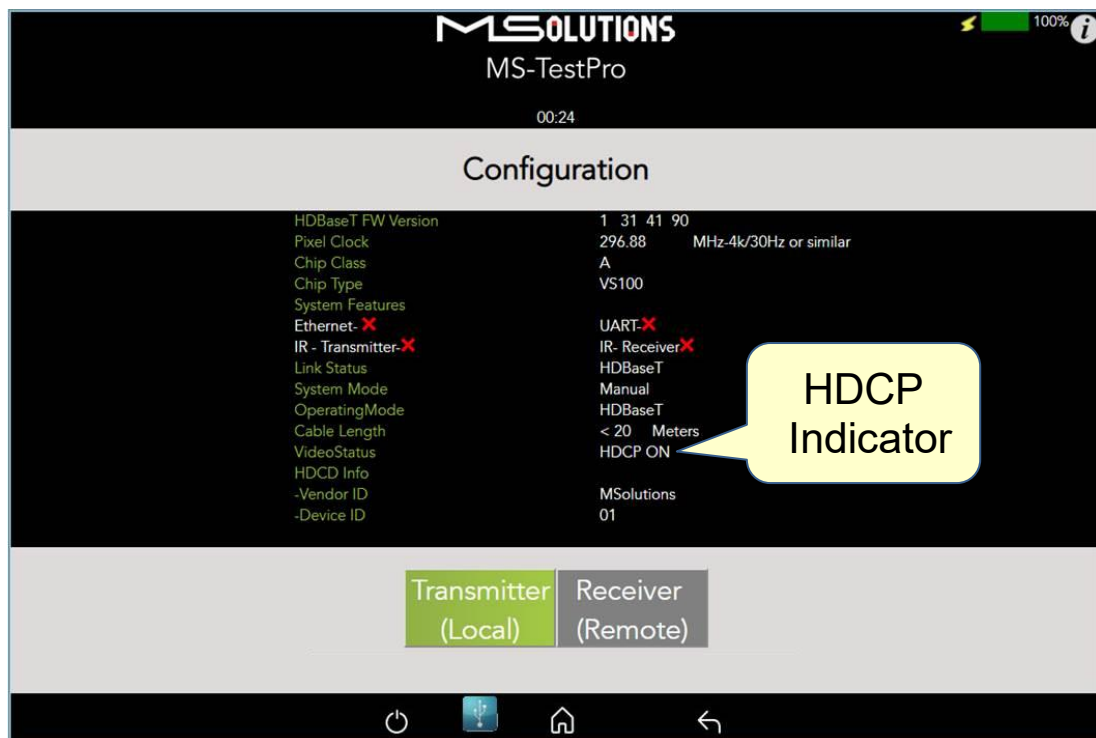 MSOLUTIONS
100%
MS-TestPro
00:24
Configuration
HDBaseT FW Version 1 31 41 90
Pixel Clock 296.88 MHz-4k/30Hz or similar
Chip Class A
Chip Type VS100
System Features
Ethernet- UART-
IR - Transmitter- IR- Receiver
Link Status HDBaseT
System Mode Manual
OperatingMode HDBaseT
Cable Length < 20 Meters
VideoStatus HDCP ON
HDCD Info
-Vendor ID MSolutions
-Device ID 01
HDCP
Indicator
Transmitter
(Local)
Receiver
(Remote)